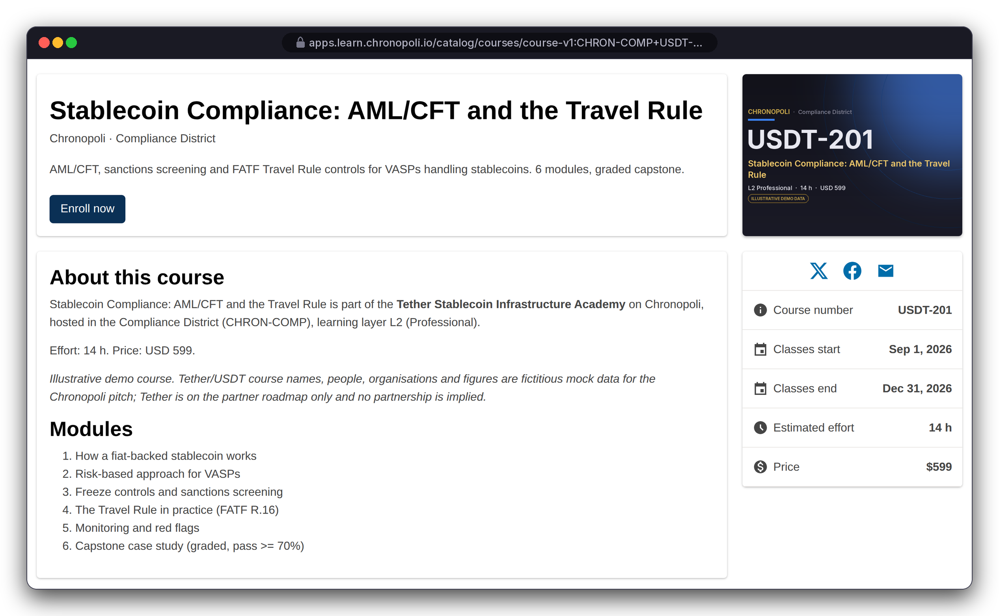 apps.learn.chronopoli.io/catalog/courses/course-v1:CHRON-COMP+USDT-...
Stablecoin Compliance: AML/CFT and the Travel Rule
Chronopoli · Compliance District
AML/CFT, sanctions screening and FATF Travel Rule controls for VASPs handling stablecoins. 6 modules, graded capstone.
Enroll now
CHRONOPOLI · Compliance District
USDT-201
Stablecoin Compliance: AML/CFT and the Travel
Rule
L2 Professional · 14 h · USD 599
ILLUSTRATIVE DEMO DATA
About this course
Stablecoin Compliance: AML/CFT and the Travel Rule is part of the Tether Stablecoin Infrastructure Academy on Chronopoli,
hosted in the Compliance District (CHRON-COMP), learning layer L2 (Professional).
Effort: 14 h. Price: USD 599.
Illustrative demo course. Tether/USDT course names, people, organisations and figures are fictitious mock data for the
Chronopoli pitch; Tether is on the partner roadmap only and no partnership is implied.
Modules
1. How a fiat-backed stablecoin works
2. Risk-based approach for VASPs
3. Freeze controls and sanctions screening
4. The Travel Rule in practice (FATF R.16)
5. Monitoring and red flags
6. Capstone case study (graded, pass >= 70%)
Course number USDT-201
Classes start Sep 1, 2026
Classes end Dec 31, 2026
Estimated effort 14 h
Price $599